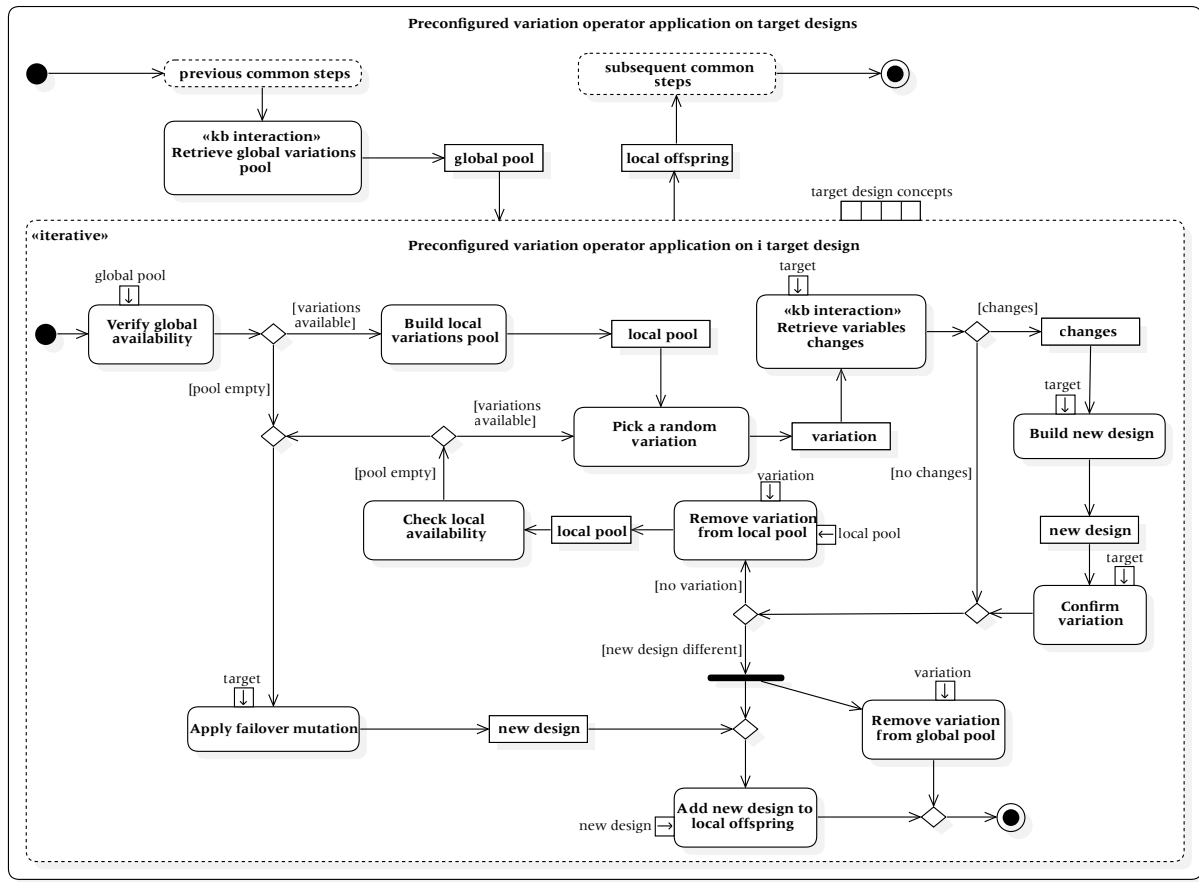 Preconfigured variation operator application on target designs
previous common steps
subsequent common
steps
«kb interaction»
Retrieve global variations
pool
global pool
local offspring
target design concepts
«iterative»
Preconfigured variation operator application on i target design
global pool
Verify global
availability
[variations
available]
Build local
variations pool
local pool
target
«kb interaction»
Retrieve variables
changes
[changes]
changes
[pool empty]
target
Build new design
[variations
available]
Pick a random
variation
variation
[pool empty]
[no changes]
Check local
availability
local pool
variation
Remove variation
from local pool
local pool
new design
target
Confirm
variation
[no variation]
[new design different]
target
Apply failover mutation
new design
variation
Remove variation
from global pool
new design
Add new design to
local offspring